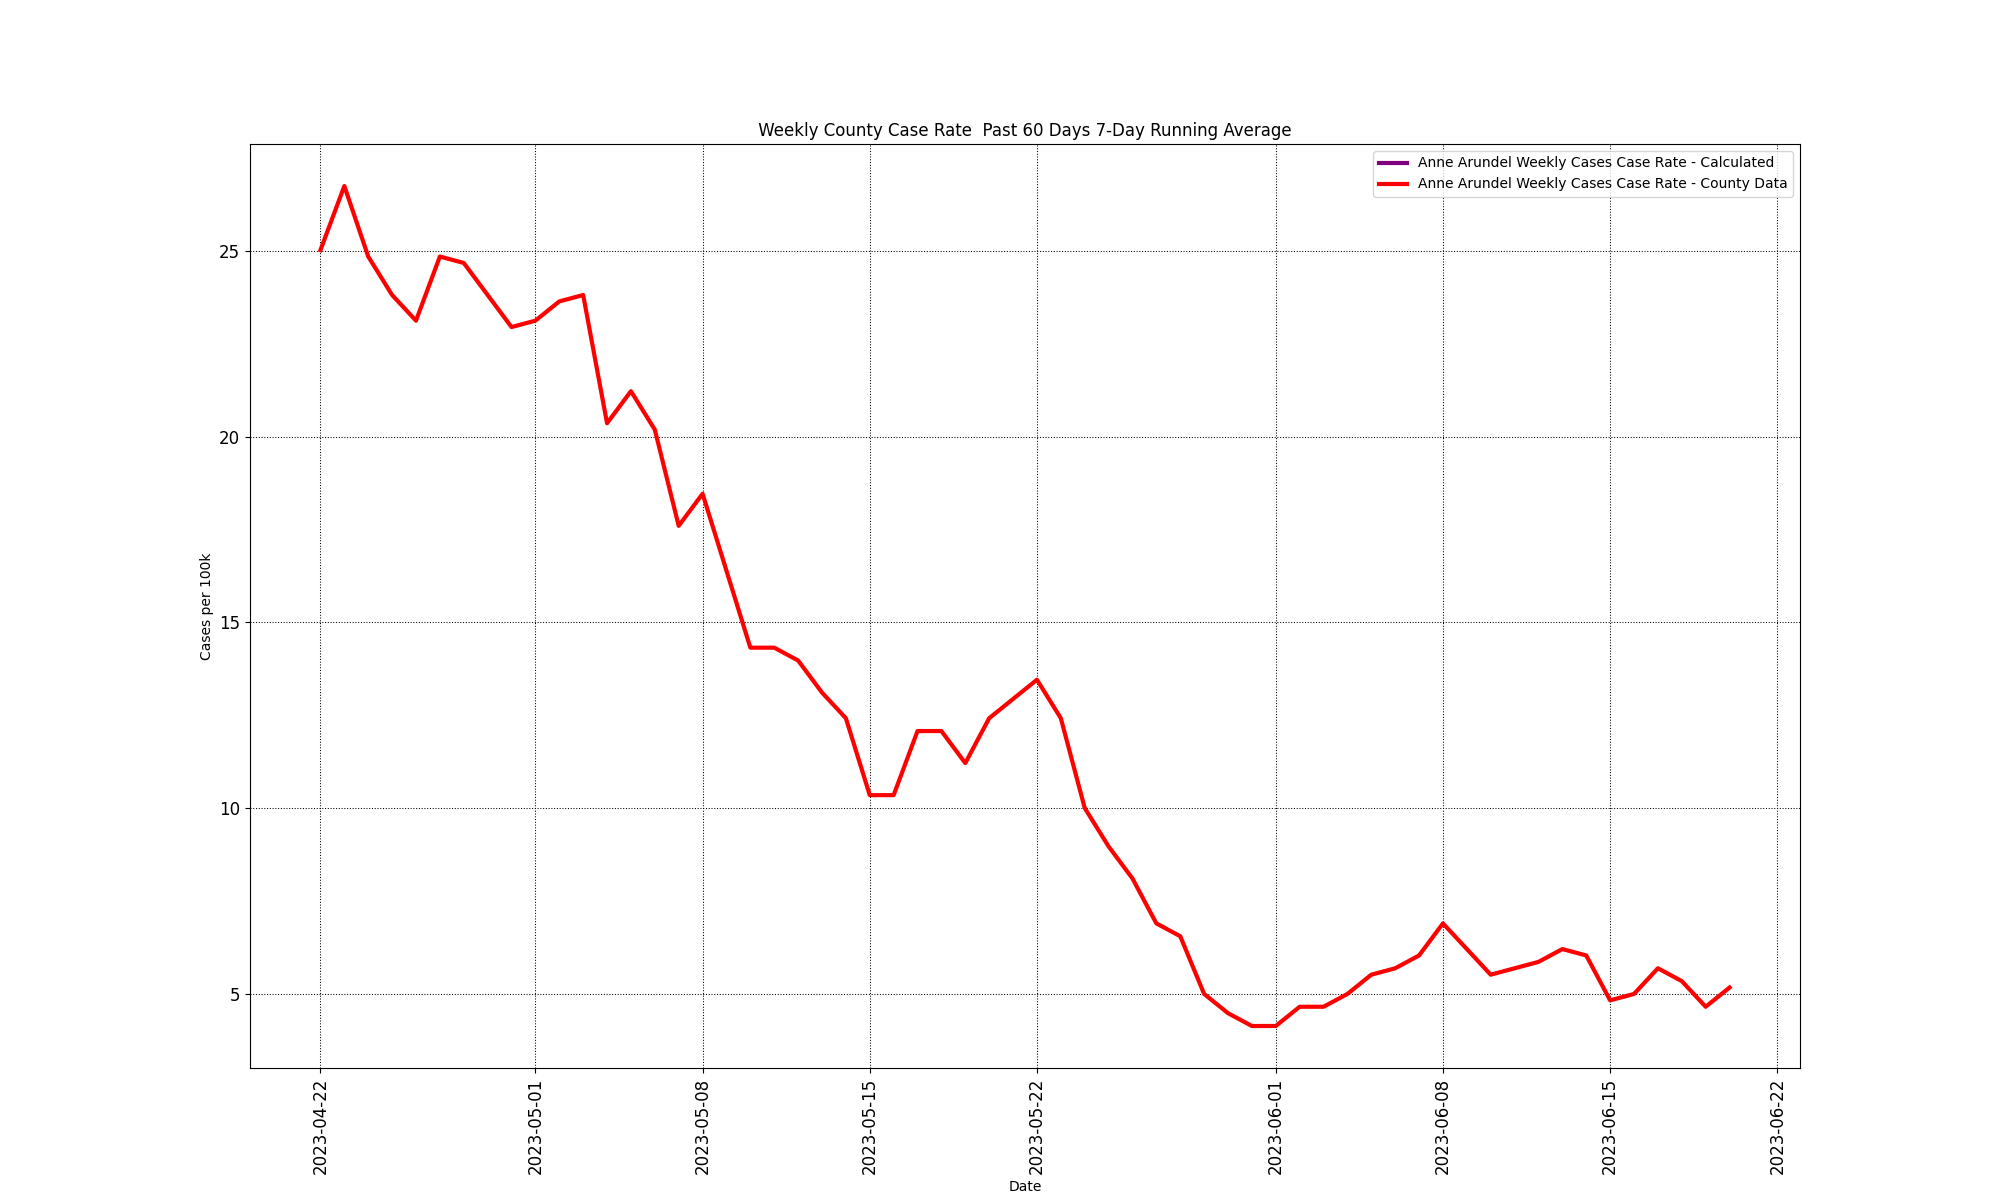 Weekly County Case Rate  Past 60 Days 7-Day Running Average
Anne Arundel Weekly Cases Case Rate - Calculated
Anne Arundel Weekly Cases Case Rate - County Data
25
20
15
10
5
Cases per 100k
2023-04-22
2023-05-01
2023-05-08
2023-05-15
2023-05-22
2023-06-01
2023-06-08
2023-06-15
2023-06-22
Date